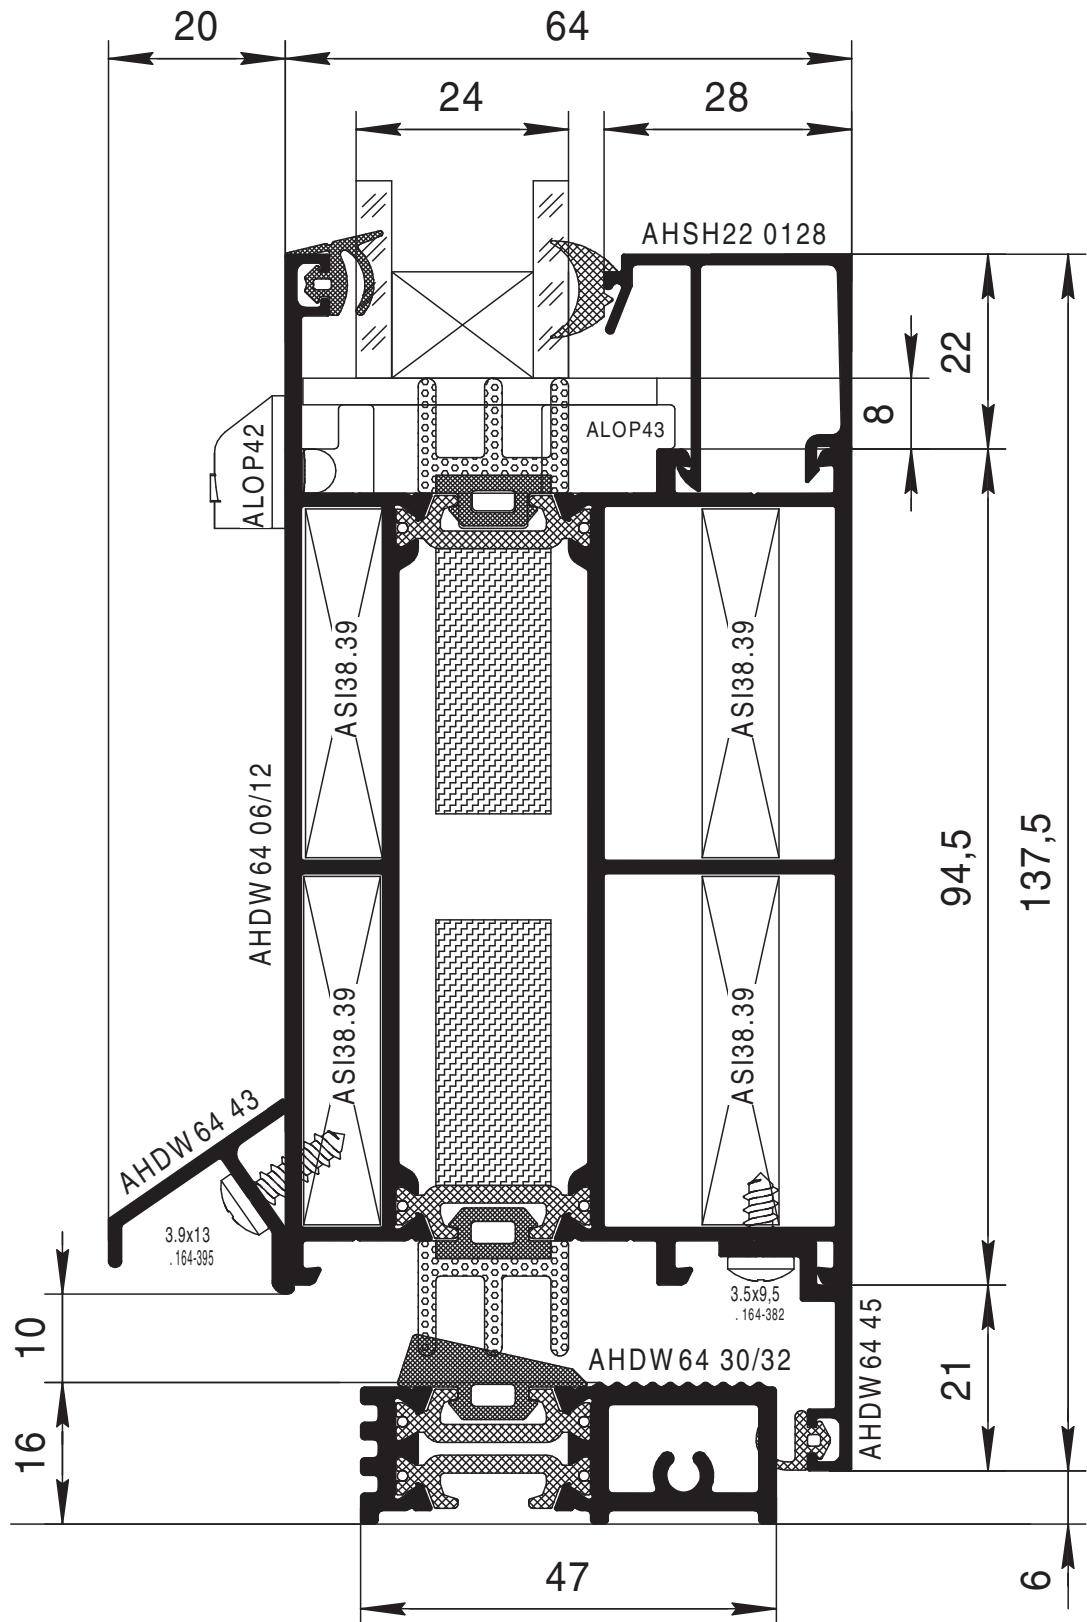 20
64
24
28
AHSH22 0128
22
8
ALOP42
ALOP43
ASI38.39
ASI38.39
AHDW64 06/12
94,5
137,5
ASI38.39
ASI38.39
AHDW64 43
3.9x13
. 164-395
3.5x9,5
. 164-382
AHDW64 45
10
AHDW64 30/32
21
16
47
6